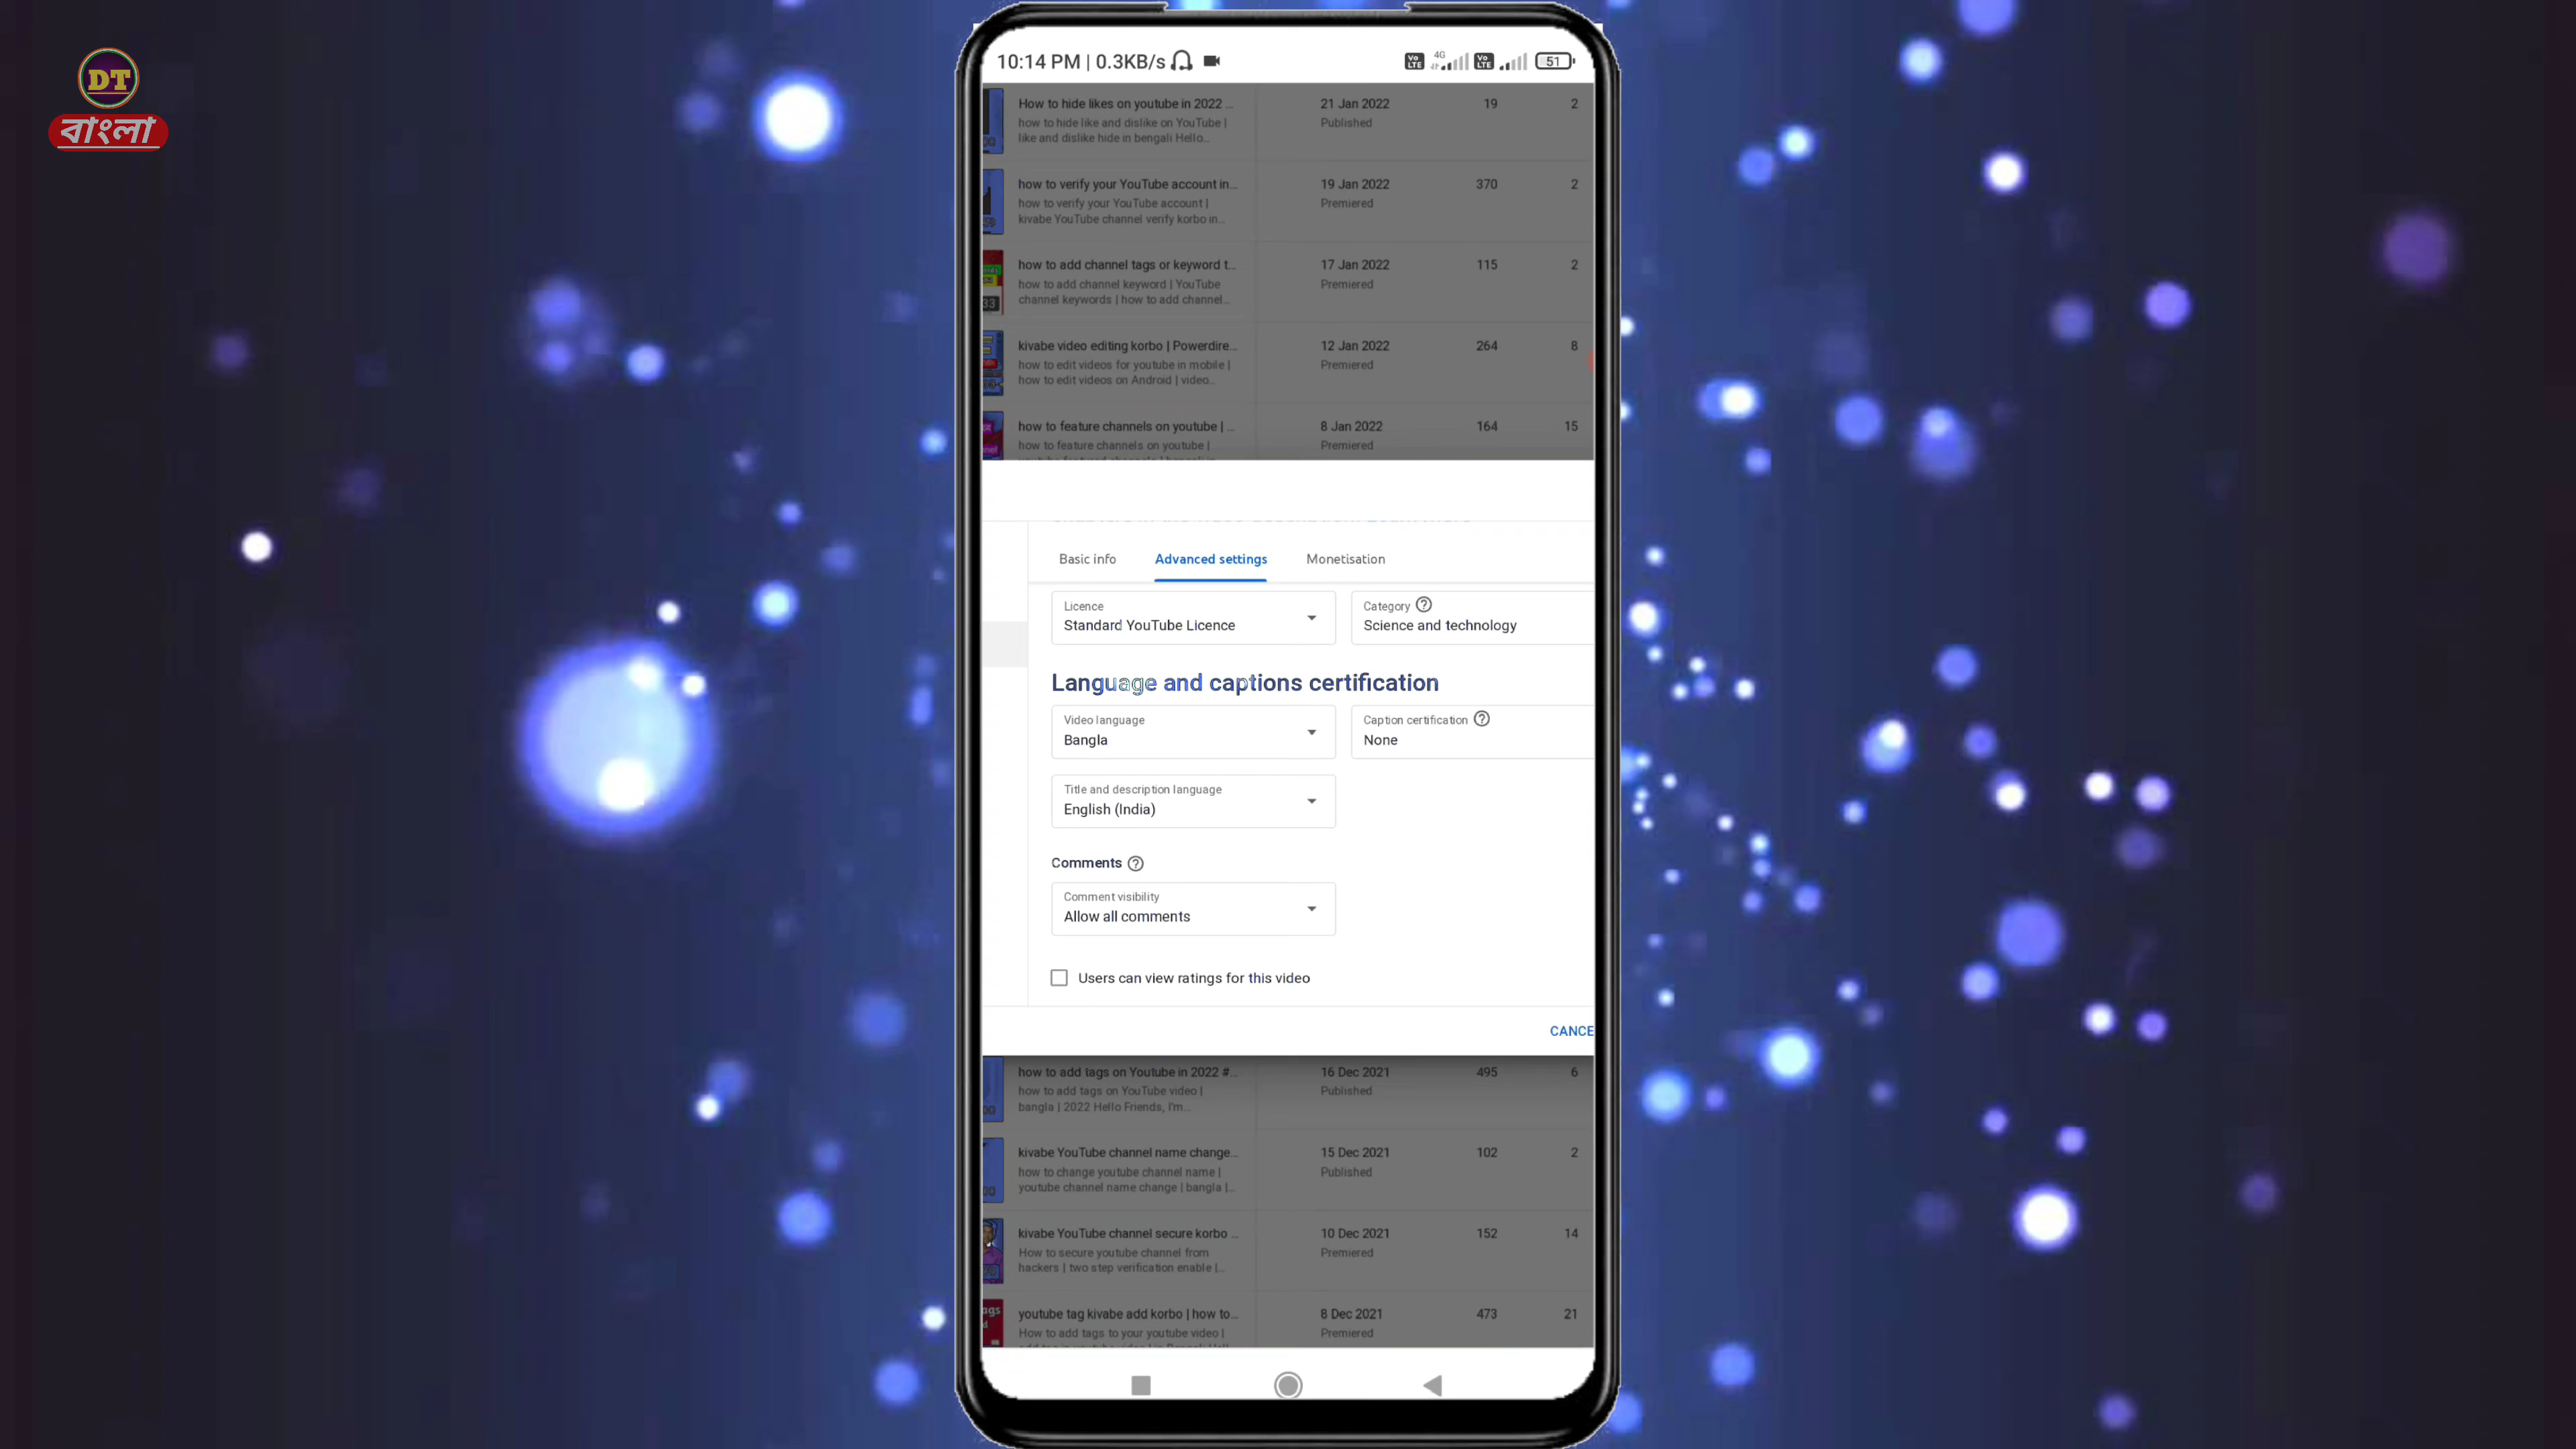 DT
বাংলা
10:14 PM | 0.3KB/s
Vo LTE 4G Vo LTE 51
How to hide likes on youtube in 2022 ... 21 Jan 2022 19 2
how to hide like and dislike on YouTube | Published
like and dislike hide in bengali Hello...
how to verify your YouTube account in... 19 Jan 2022 370 2
how to verify your YouTube account | Premiered
kivabe YouTube channel verify korbo in...
how to add channel tags or keyword t... 17 Jan 2022 115 2
how to add channel keyword | YouTube Premiered
channel keywords | how to add channel...
33
kivabe video editing korbo | Powerdire... 12 Jan 2022 264 8
how to edit videos for youtube in mobile | Premiered
how to edit videos on Android | video...
how to feature channels on youtube | ... 8 Jan 2022 164 15
how to feature channels on youtube | Premiered
Basic info Advanced settings Monetisation
Licence
Standard YouTube Licence
Category
Science and technology
Language and captions certification
Video language
Bangla
Caption certification
None
Title and description language
English (India)
Comments
Comment visibility
Allow all comments
Users can view ratings for this video
CANCE
how to add tags on Youtube in 2022 #... 16 Dec 2021 495 6
how to add tags on YouTube video | Published
bangla | 2022 Hello Friends, I'm...
kivabe YouTube channel name change... 15 Dec 2021 102 2
how to change youtube channel name | Published
youtube channel name change | bangla |...
kivabe YouTube channel secure korbo ... 10 Dec 2021 152 14
How to secure youtube channel from Premiered
hackers | two step verification enable |...
youtube tag kivabe add korbo | how to... 8 Dec 2021 473 21
How to add tags to your youtube video | Premiered